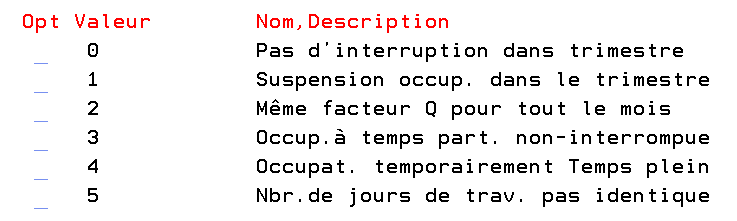 Opt Valeur Nom,Description
_ 0 Pas d'interruption dans trimestre
_ 1 Suspension occup. dans le trimestre
_ 2 Même facteur Q pour tout le mois
_ 3 Occup.à temps part. non-interrompue
_ 4 Occupat. temporairement Temps plein
_ 5 Nbr.de jours de trav. pas identique